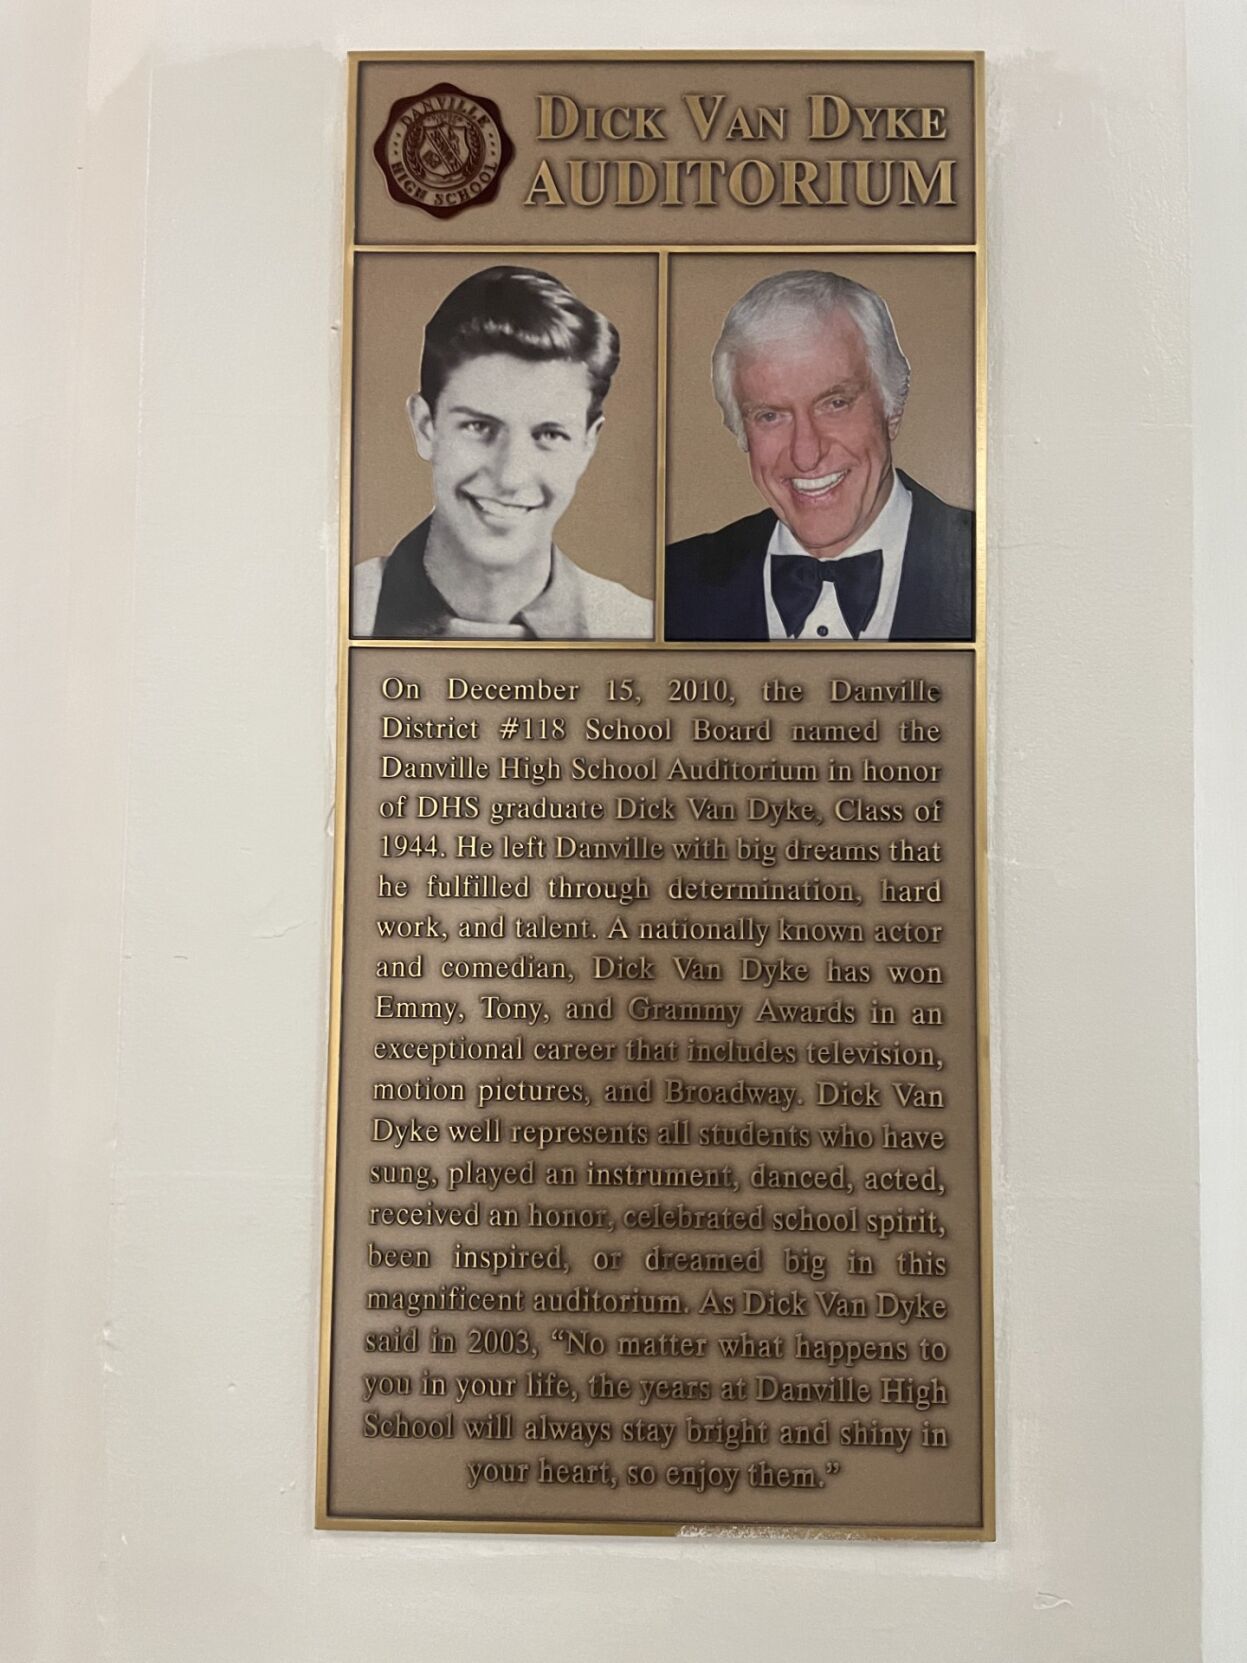 DANVILLE
HIGH SCHOOL
DICK VAN DYKE
AUDITORIUM
On December 15, 2010, the Danville
District #118 School Board named the
Danville High School Auditorium in honor
of DHS graduate Dick Van Dyke, Class of
1944. He left Danville with big dreams that
he fulfilled through determination, hard
work, and talent. A nationally known actor
and comedian, Dick Van Dyke has won
Emmy, Tony, and Grammy Awards in an
exceptional career that includes television,
motion pictures, and Broadway. Dick Van
Dyke well represents all students who have
sung, played an instrument, danced, acted,
received an honor, celebrated school spirit,
been inspired, or dreamed big in this
magnificent auditorium. As Dick Van Dyke
said in 2003, “No matter what happens to
you in your life, the years at Danville High
School will always stay bright and shiny in
your heart, so enjoy them.”